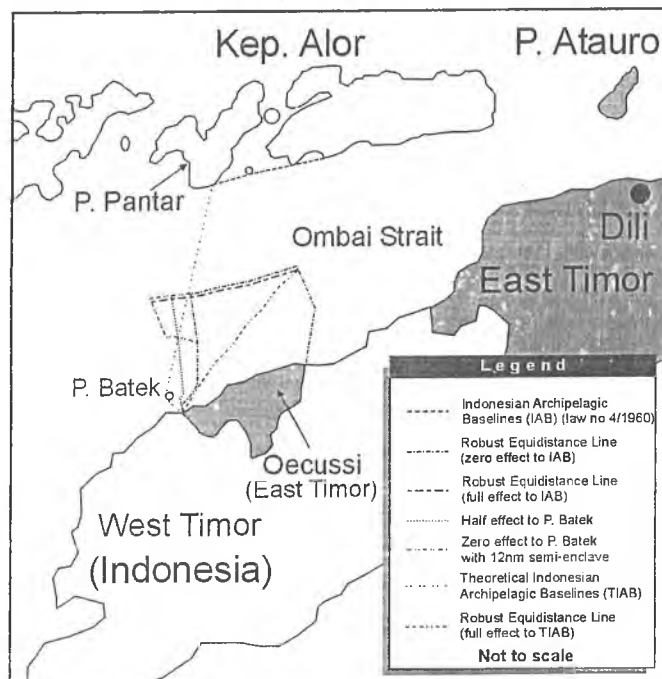 Kep. Alor
P. Atauro
P. Pantar
Ombai Strait
Dili
East Timor
P. Batek
Oecussi
(East Timor)
West Timor
(Indonesia)
Legend
Indonesian Archipelagic
Baselines (IAB) (law no 4/1960)
Robust Equidistance Line
(zero effect to IAB)
Robust Equidistance Line
(full effect to IAB)
Half effect to P. Batek
Zero effect to P. Batek
with 12nm semi-enclave
Theoretical Indonesian
Archipelagic Baselines (TIAB)
Robust Equidistance Line
(full effect to TIAB)
Not to scale